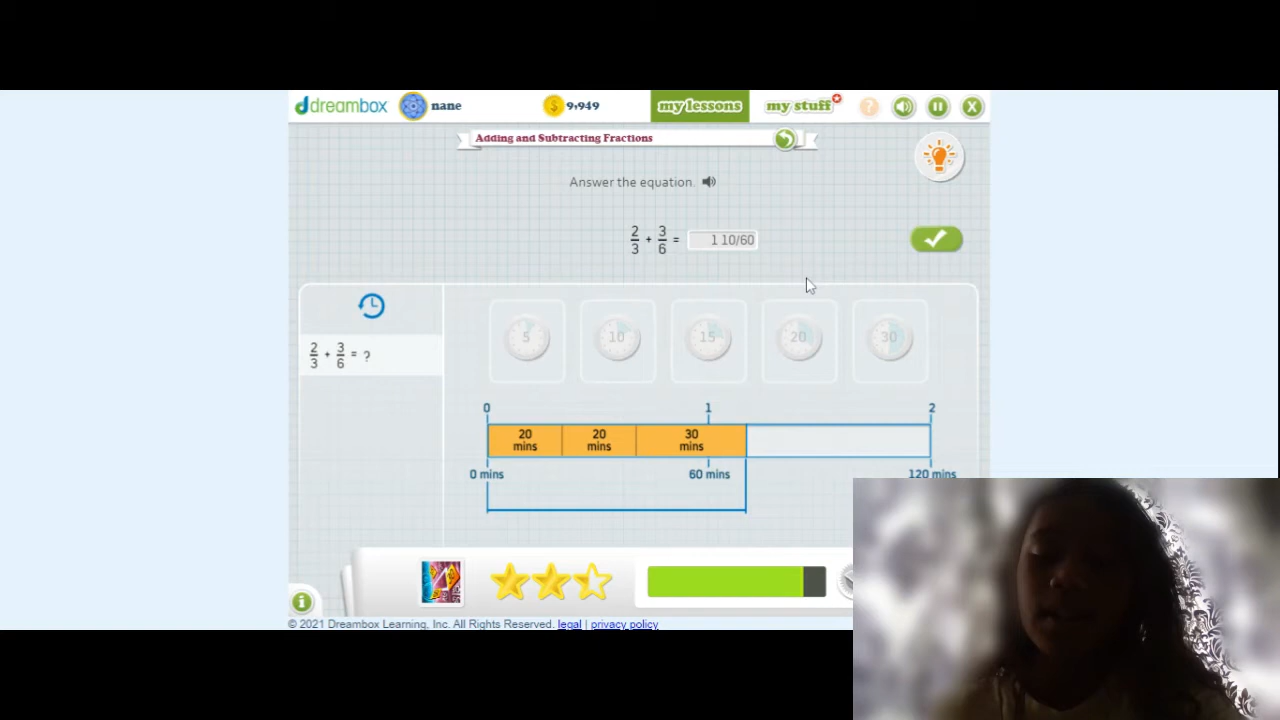 dreambox nane $ 9,949 my lessons my stuff ? X
Adding and Subtracting Fractions
Answer the equation.
2/3 + 3/6 = 1 10/60
5 10 15 20 30
2/3 + 3/6 = ?
0 1 2
20 mins 20 mins 30 mins
0 mins 60 mins 120 mins
i
© 2021 Dreambox Learning, Inc. All Rights Reserved. legal | privacy policy